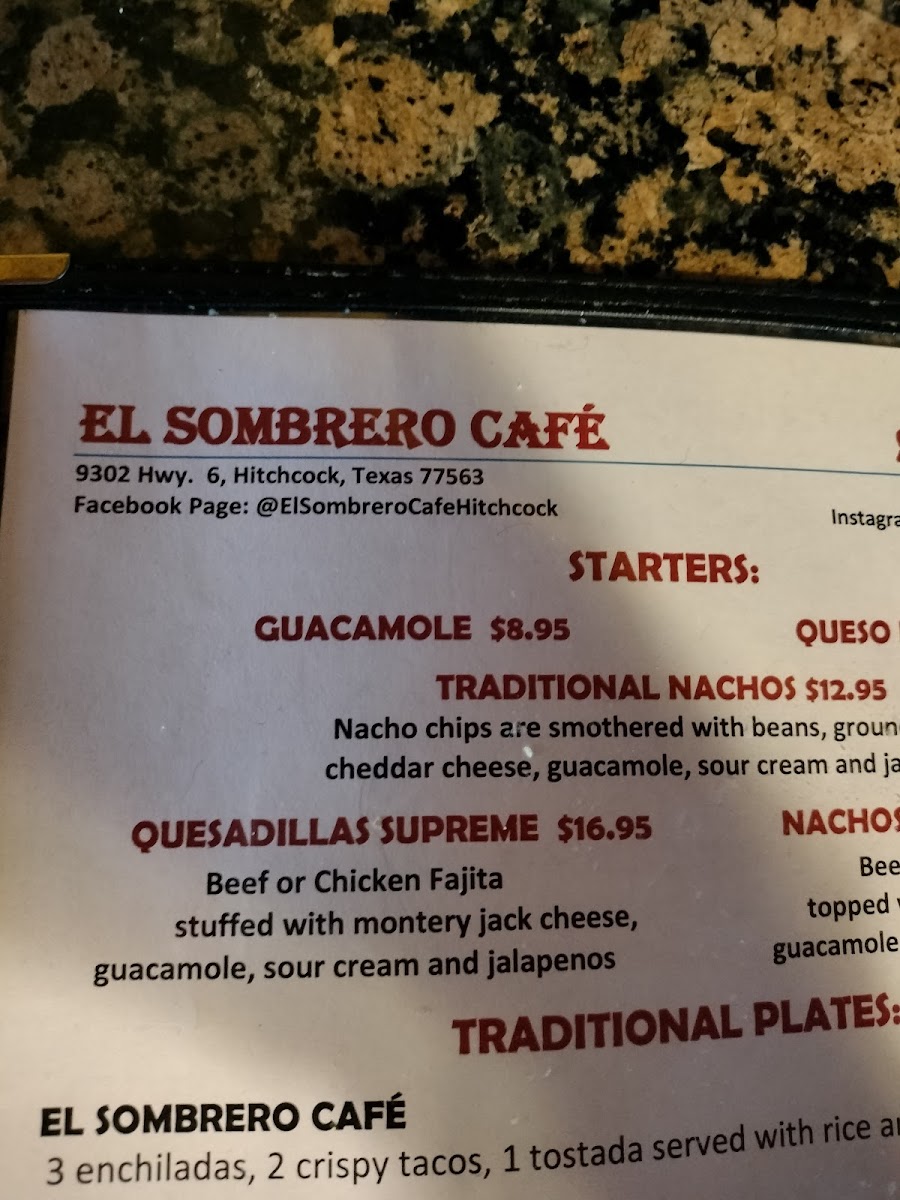 EL SOMBRERO CAFÉ
9302 Hwy. 6, Hitchcock, Texas 77563
Facebook Page: @ElSombreroCafeHitchcock
STARTERS:
GUACAMOLE $8.95 QUESO
TRADITIONAL NACHOS $12.95
Nacho chips are smothered with beans,
cheddar cheese, guacamole, sour cream and
QUESADILLAS SUPREME $16.95
NACHOS
Beef or Chicken Fajita
stuffed with montery jack cheese,
topped
guacamole, sour cream and jalapenos
guacamole
TRADITIONAL PLATES:
EL SOMBRERO CAFÉ
3 enchiladas, 2 crispy tacos, 1 tostada served with rice